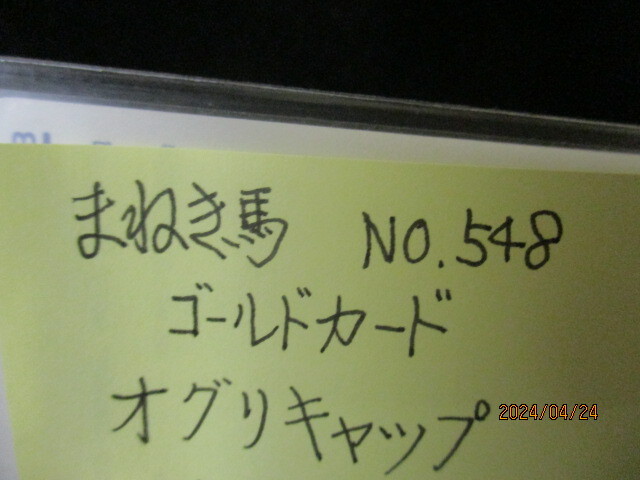 まねき馬 NO.548
ゴールドカード
オグリキャップ
2024/04/24